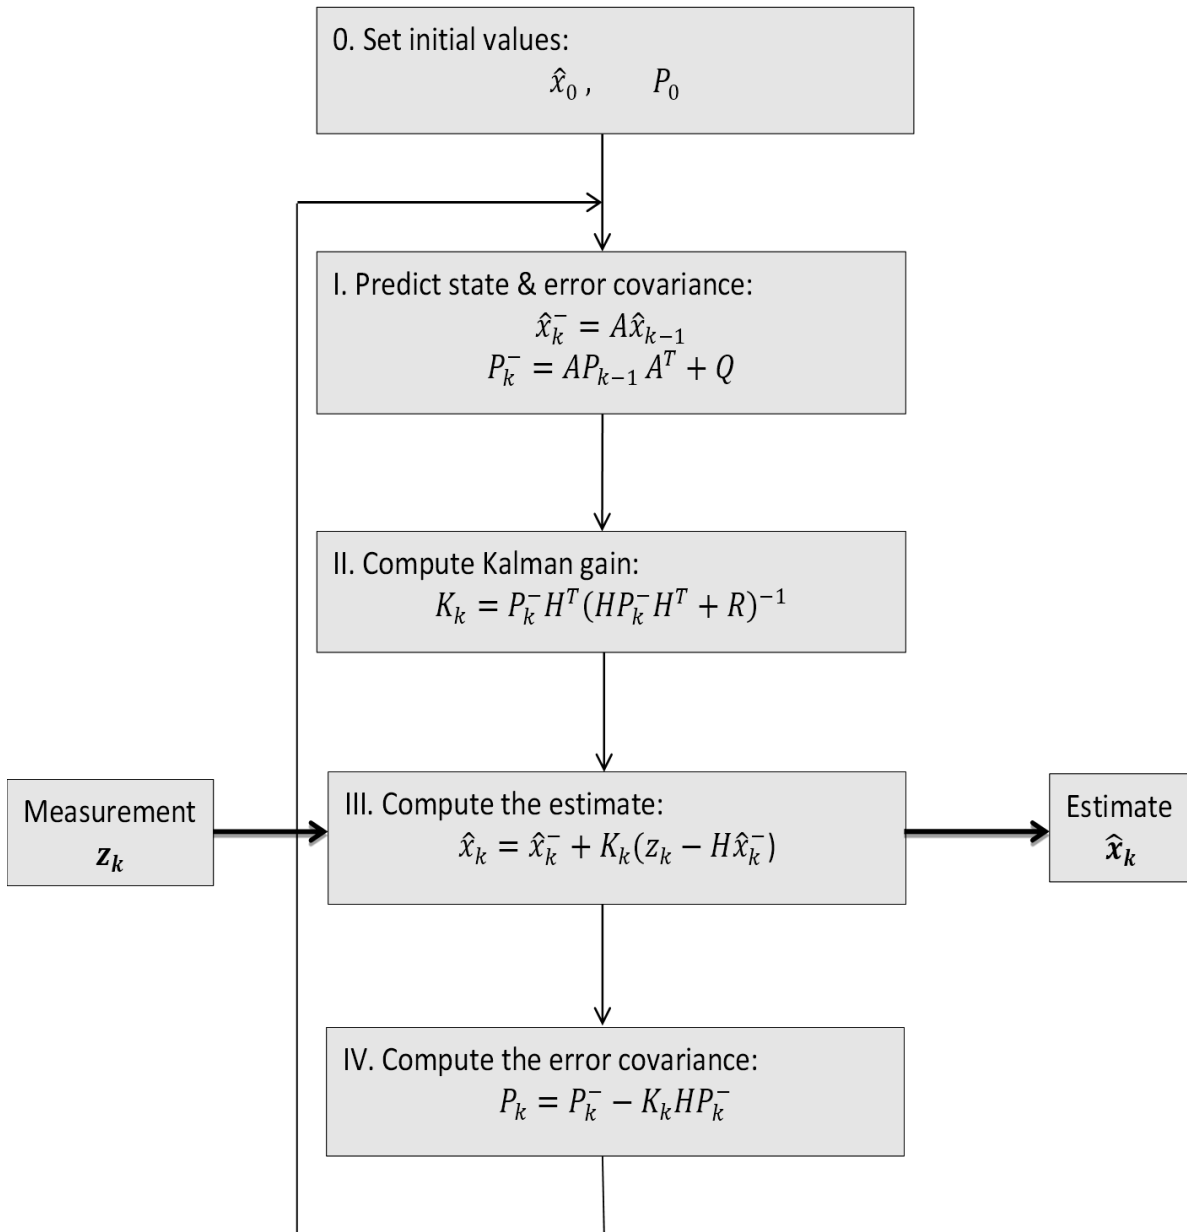 0. Set initial values:
x̂₀ ,   P₀
I. Predict state & error covariance:
x̂ₖ⁻ = Ax̂ₖ₋₁
Pₖ⁻ = APₖ₋₁ Aᵀ + Q
II. Compute Kalman gain:
Kₖ = Pₖ⁻Hᵀ(HPₖ⁻Hᵀ + R)⁻¹
Measurement
zₖ
III. Compute the estimate:
x̂ₖ = x̂ₖ⁻ + Kₖ(zₖ − Hx̂ₖ⁻)
Estimate
x̂ₖ
IV. Compute the error covariance:
Pₖ = Pₖ⁻ − KₖHPₖ⁻